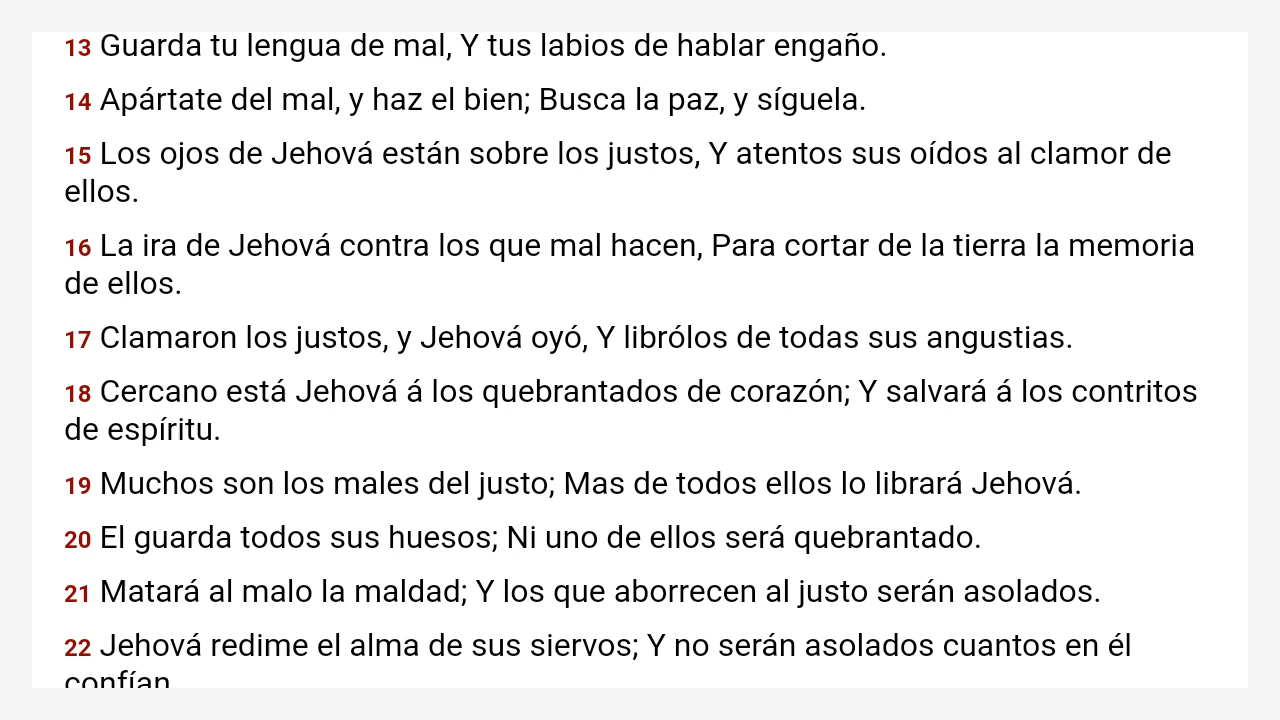 13 Guarda tu lengua de mal, Y tus labios de hablar engaño.
14 Apártate del mal, y haz el bien; Busca la paz, y síguela.
15 Los ojos de Jehová están sobre los justos, Y atentos sus oídos al clamor de
ellos.
16 La ira de Jehová contra los que mal hacen, Para cortar de la tierra la memoria
de ellos.
17 Clamaron los justos, y Jehová oyó, Y librólos de todas sus angustias.
18 Cercano está Jehová á los quebrantados de corazón; Y salvará á los contritos
de espíritu.
19 Muchos son los males del justo; Mas de todos ellos lo librará Jehová.
20 El guarda todos sus huesos; Ni uno de ellos será quebrantado.
21 Matará al malo la maldad; Y los que aborrecen al justo serán asolados.
22 Jehová redime el alma de sus siervos; Y no serán asolados cuantos en él
confían